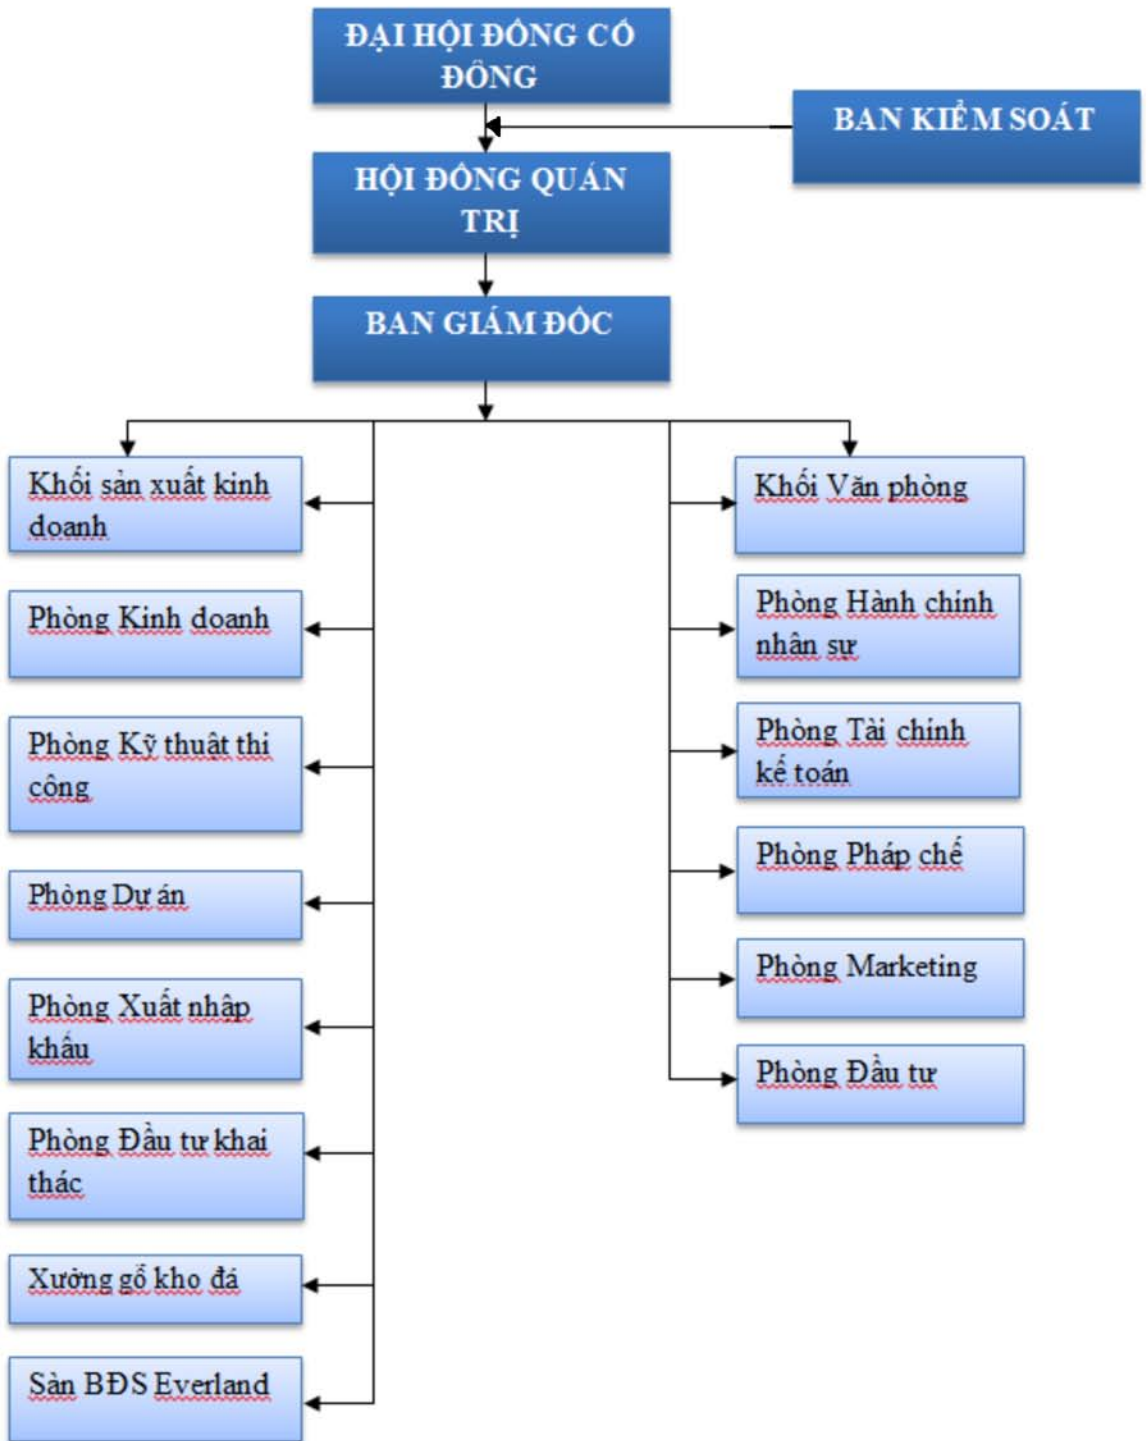 ĐẠI HỘI ĐỒNG CỔ
ĐÔNG
BAN KIỂM SOÁT
HỘI ĐỒNG QUẢN
TRỊ
BAN GIÁM ĐỐC
Khối sản xuất kinh
doanh
Phòng Kinh doanh
Phòng Kỹ thuật thi
công
Phòng Dự án
Phòng Xuất nhập
khẩu
Phòng Đầu tư khai
thác
Xưởng gỗ kho đá
Sàn BĐS Everland
Khối Văn phòng
Phòng Hành chính
nhân sự
Phòng Tài chính
kế toán
Phòng Pháp chế
Phòng Marketing
Phòng Đầu tư